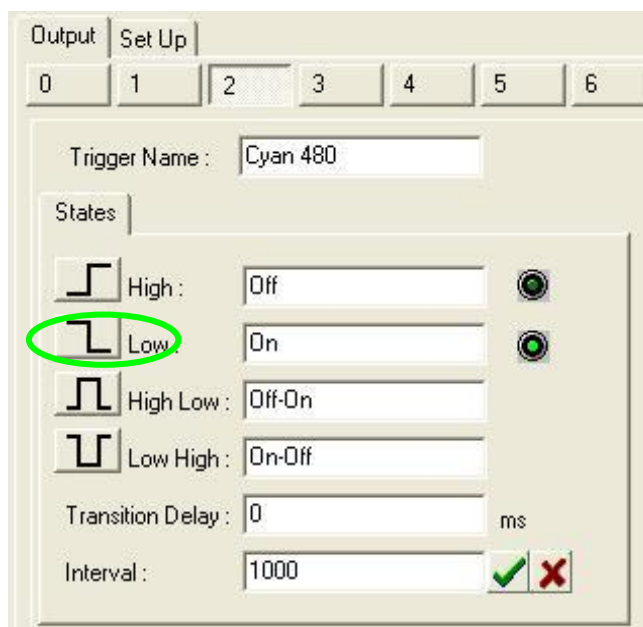 Output Set Up
0 1 2 3 4 5 6
Trigger Name : Cyan 480
States
High : Off
Low : On
High Low : Off-On
Low High : On-Off
Transition Delay : 0 ms
Interval : 1000